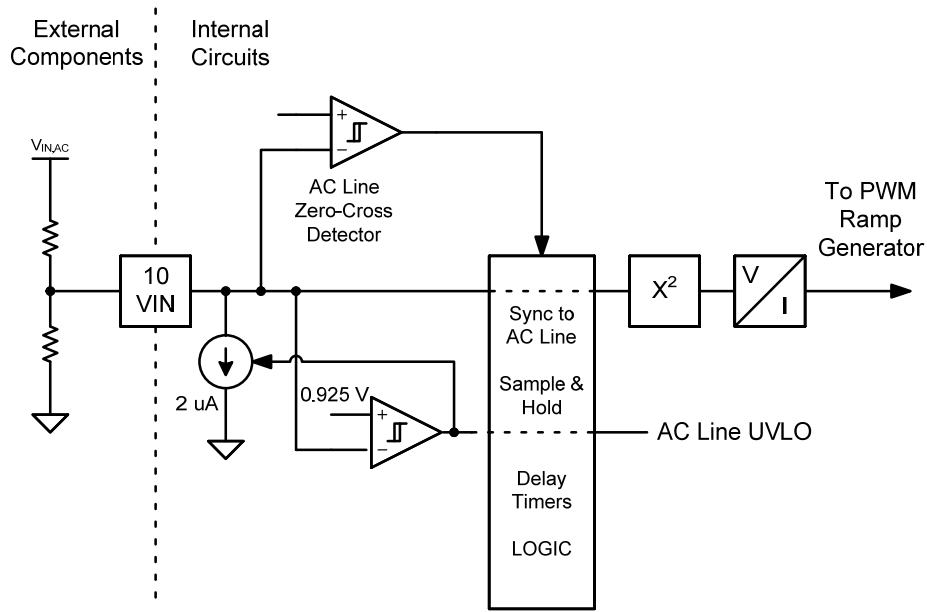 External
Components
Internal
Circuits
VIN,AC
+
−
AC Line
Zero-Cross
Detector
To PWM
Ramp
Generator
10
VIN
X²
V
I
Sync to
AC Line
Sample &
Hold
2 uA
0.925 V
+
−
AC Line UVLO
Delay
Timers
LOGIC